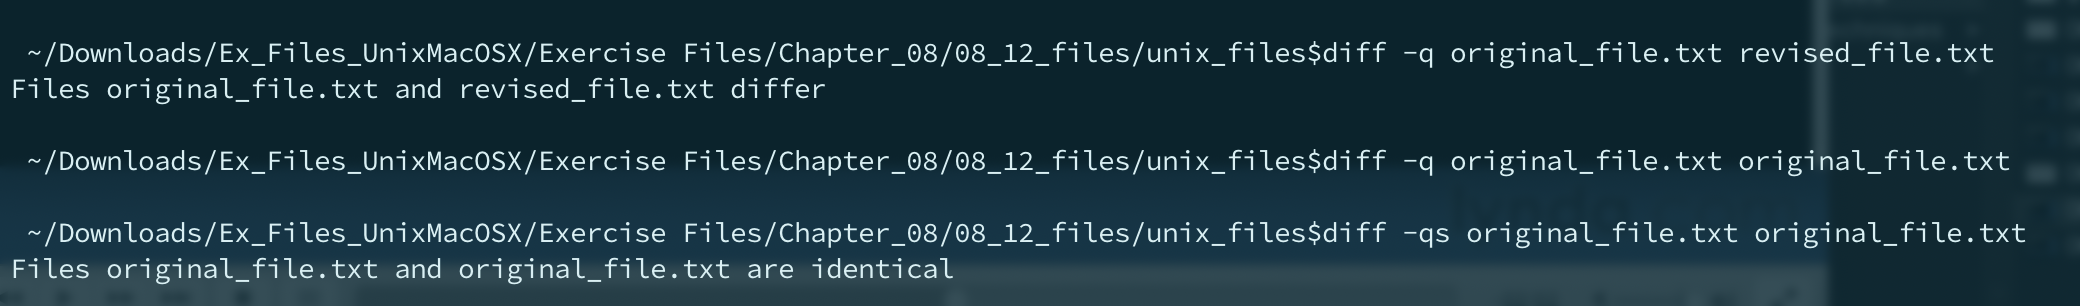 ~/Downloads/Ex_Files_UnixMacOSX/Exercise Files/Chapter_08/08_12_files/unix_files$diff -q original_file.txt revised_file.txt
Files original_file.txt and revised_file.txt differ
~/Downloads/Ex_Files_UnixMacOSX/Exercise Files/Chapter_08/08_12_files/unix_files$diff -q original_file.txt original_file.txt
~/Downloads/Ex_Files_UnixMacOSX/Exercise Files/Chapter_08/08_12_files/unix_files$diff -qs original_file.txt original_file.txt
Files original_file.txt and original_file.txt are identical